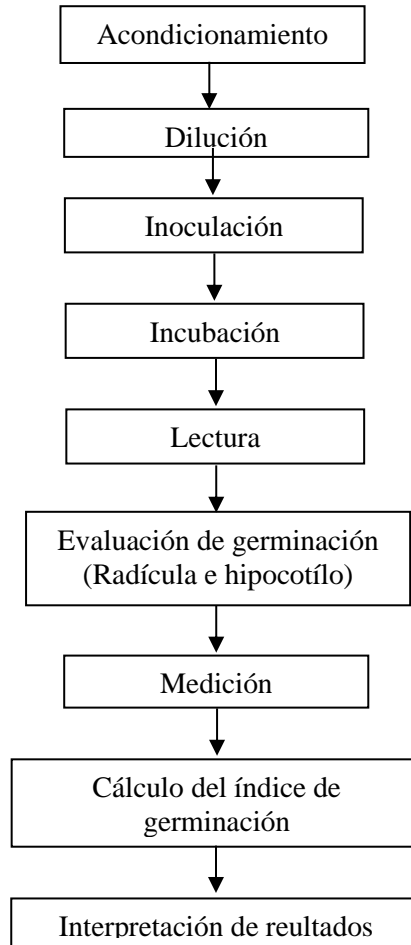 Acondicionamiento
Dilución
Inoculación
Incubación
Lectura
Evaluación de germinación
(Radícula e hipocotílo)
Medición
Cálculo del índice de
germinación
Interpretación de reultados